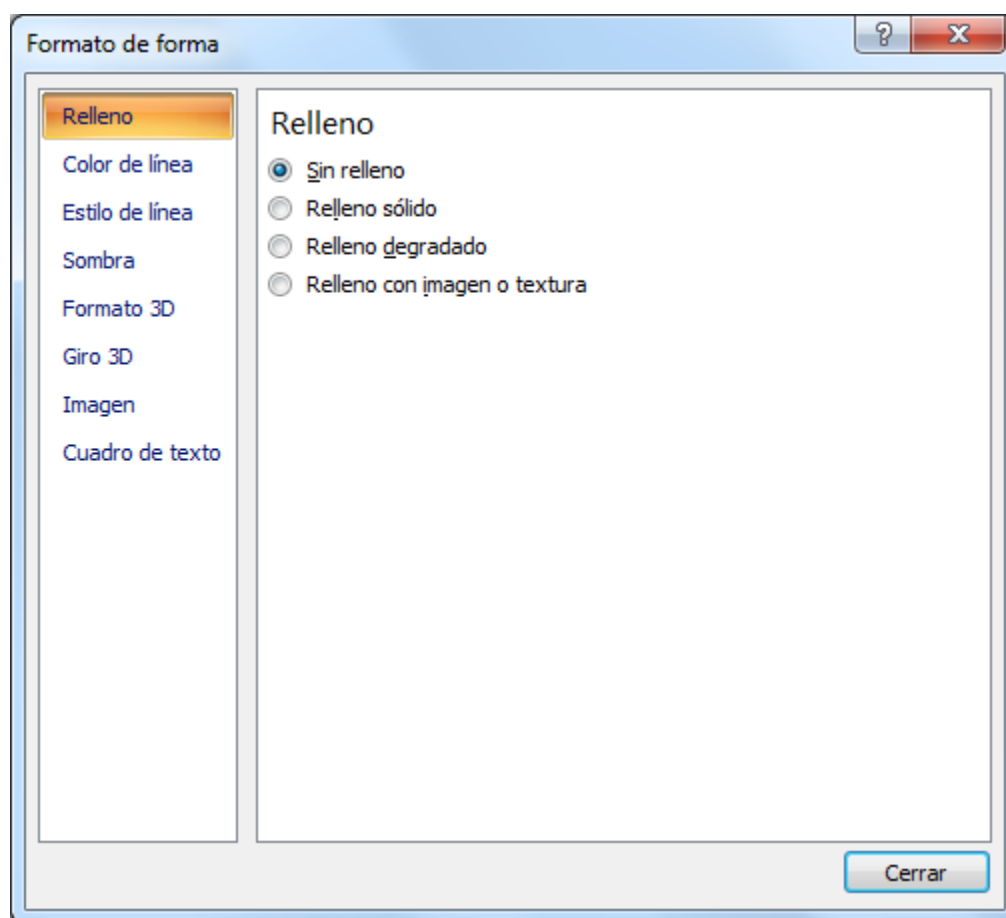 Formato de forma
Relleno
Color de línea
Estilo de línea
Sombra
Formato 3D
Giro 3D
Imagen
Cuadro de texto
Relleno
Sin relleno
Relleno sólido
Relleno degradado
Relleno con imagen o textura
Cerrar